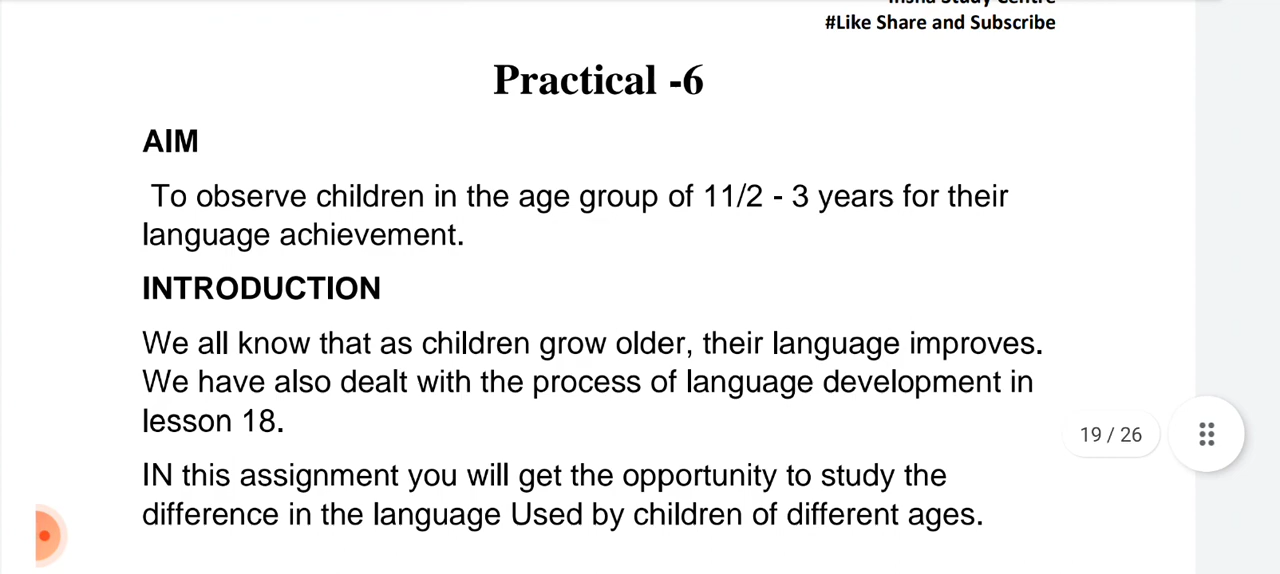 #Like Share and Subscribe
Practical -6
AIM
To observe children in the age group of 11/2 - 3 years for their
language achievement.
INTRODUCTION
We all know that as children grow older, their language improves.
We have also dealt with the process of language development in
lesson 18.
19 / 26
IN this assignment you will get the opportunity to study the
difference in the language Used by children of different ages.